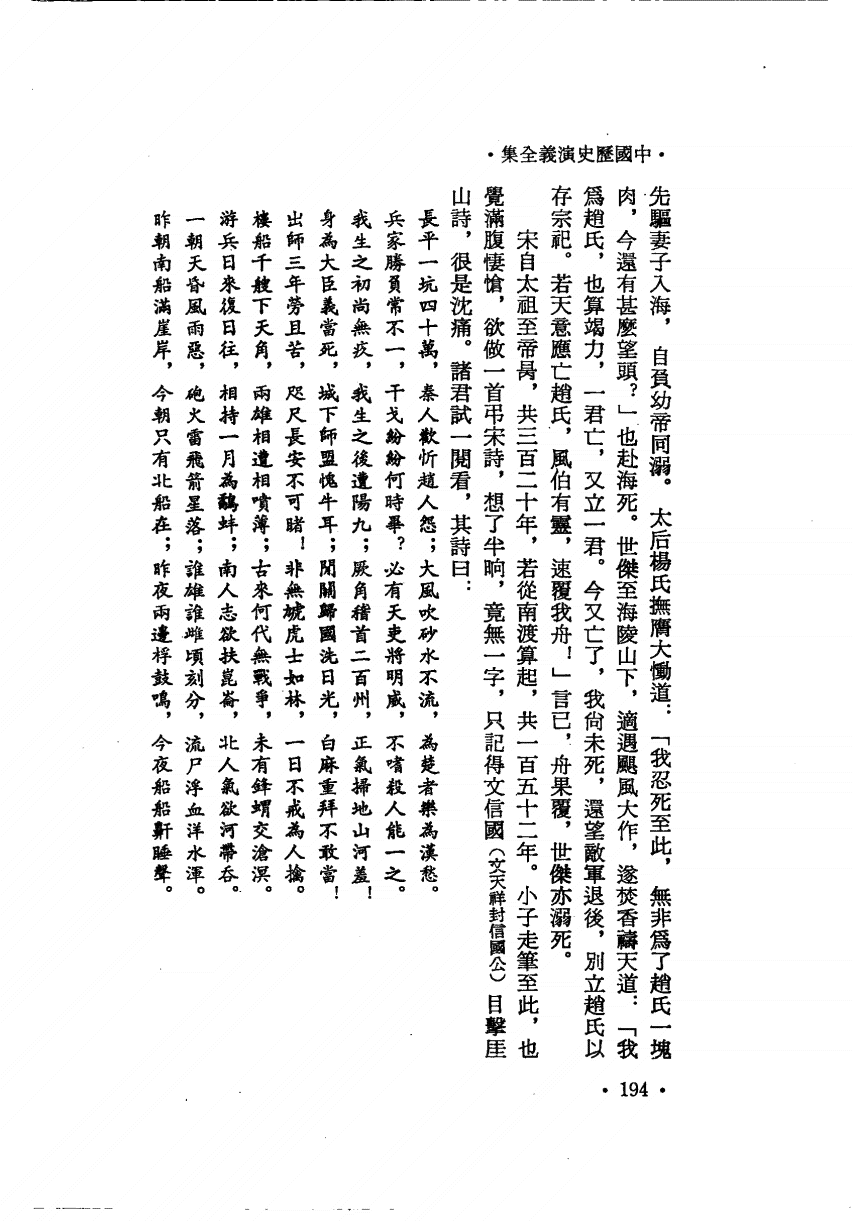 •中國歷史演義全集•
先驅妻子入海，自負幼帝同溺。太后楊氏撫膺大慟道：「我忍死至此，無非爲了趙氏一塊
肉，今還有甚麼望頭？」也赴海死。世傑至海陵山下，適遇颶風大作，遂焚香禱天道：「我
爲趙氏，也算竭力，一君亡，又立一君。今又亡了，我尙未死，還望敵軍退後，別立趙氏以
存宗祀。若天意應亡趙氏，風伯有靈，速覆我舟！」言已，舟果覆，世傑亦溺死。
宋自太祖至帝昺，共三百二十年，若從南渡算起，共一百五十二年。小子走筆至此，也
覺滿腹悽愴，欲做一首弔宋詩，想了半晌，竟無一字，只記得文信國（文天祥封信國公）目擊厓
山詩，很是沈痛。諸君試一閱看，其詩曰：
長平一坑四十萬，秦人歡忻趙人怨；大風吹砂水不流，為楚者樂為漢愁。
兵家勝負常不一，干戈紛紛何時畢？必有天吏將明威，不嗜殺人能一之。
我生之初尚無疚，我生之後遭陽九；厥角稽首二百州，正氣掃地山河羞！
身為大臣義當死，城下師盟愧牛耳；閒關歸國洗日光，白麻重拜不敢當！
出師三年勞且苦，咫尺長安不可睹！非無虓虎士如林，一日不戒為人擒。
樓船千艘下天角，兩雄相遭相噴薄；古來何代無戰爭，未有鋒蝟交滄溟。
游兵日來復日往，相持一月為鷸蚌；南人志欲扶崑崙，北人氣欲河帶吞。
一朝天昏風雨惡，砲火雷飛箭星落；誰雄誰雌頃刻分，流尸浮血洋水渾。
昨朝南船滿崖岸，今朝只有北船在；昨夜兩邊桴鼓鳴，今夜船船鼾睡聲。
• 194 •